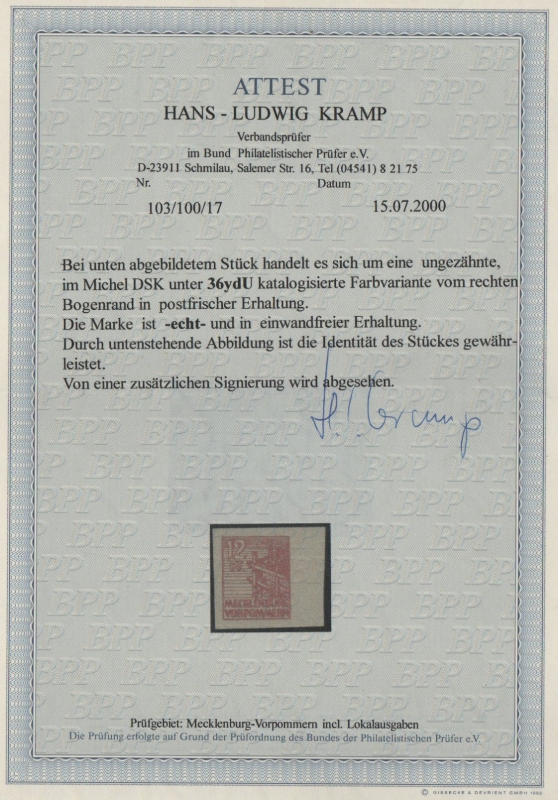 ATTEST
HANS - LUDWIG KRAMP
Verbandsprüfer
im Bund Philatelistischer Prüfer e.V.
D-23911 Schmilau, Salemer Str. 16, Tel (04541) 8 21 75
Nr. Datum
103/100/17 15.07.2000
Bei unten abgebildetem Stück handelt es sich um eine ungezähnte,
im Michel DSK unter 36ydU katalogisierte Farbvariante vom rechten
Bogenrand in postfrischer Erhaltung.
Die Marke ist -echt- und in einwandfreier Erhaltung.
Durch untenstehende Abbildung ist die Identität des Stückes gewähr-
leistet.
Von einer zusätzlichen Signierung wird abgesehen.
H. L. Kramp
12
MECKLENBURG
VORPOMMERN
Prüfgebiet: Mecklenburg-Vorpommern incl. Lokalausgaben
Die Prüfung erfolgte auf Grund der Prüfordnung des Bundes der Philatelistischen Prüfer e.V.
© GIESECKE & DEVRIENT GMBH